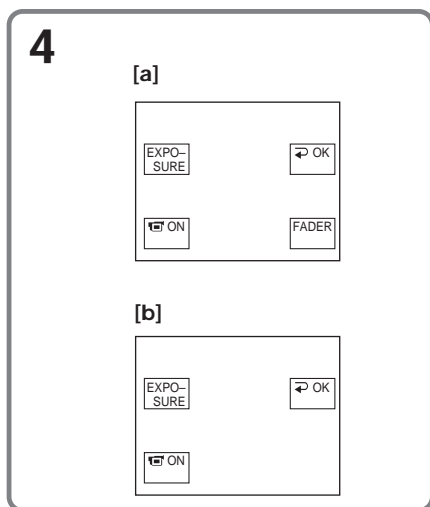 4
[a]
EXPO–
SURE
⮌ OK
ON
FADER
[b]
EXPO–
SURE
⮌ OK
ON